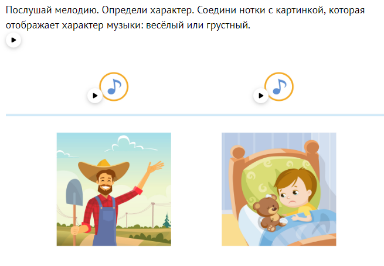 Послушай мелодию. Определи характер. Соедини нотки с картинкой, которая
отображает характер музыки: весёлый или грустный.